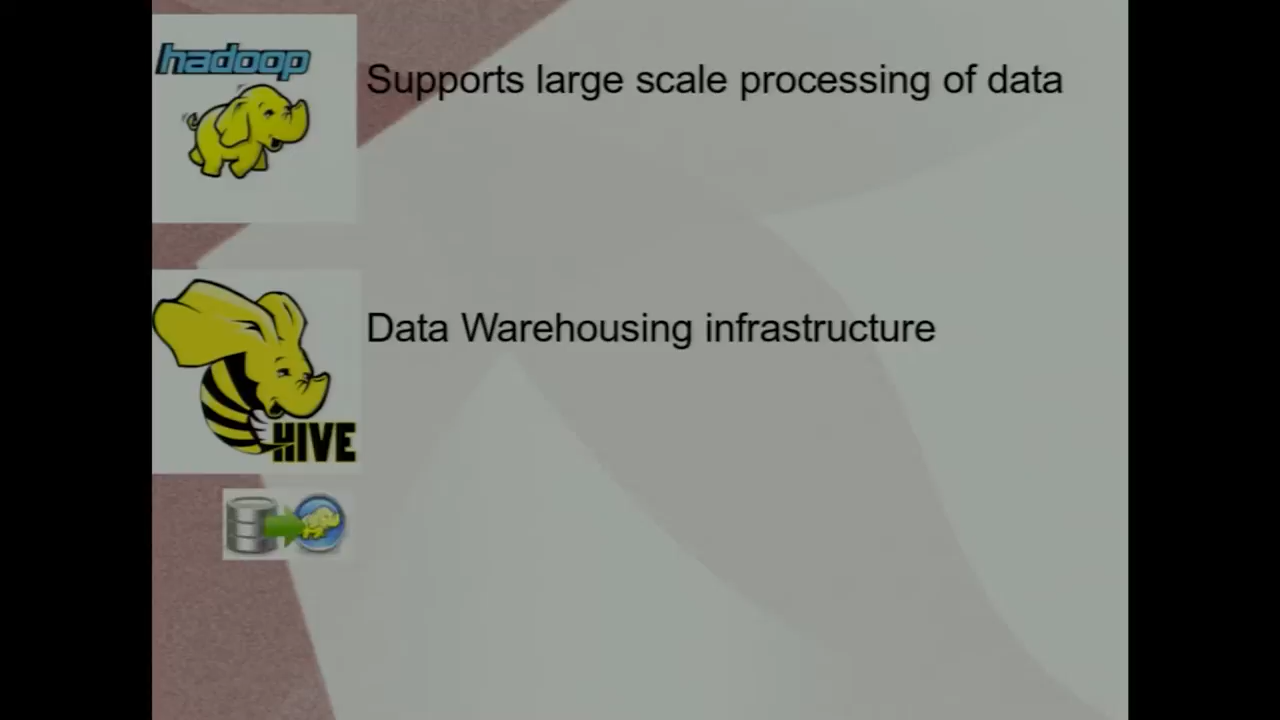 hadoop
Supports large scale processing of data
Data Warehousing infrastructure
HIVE